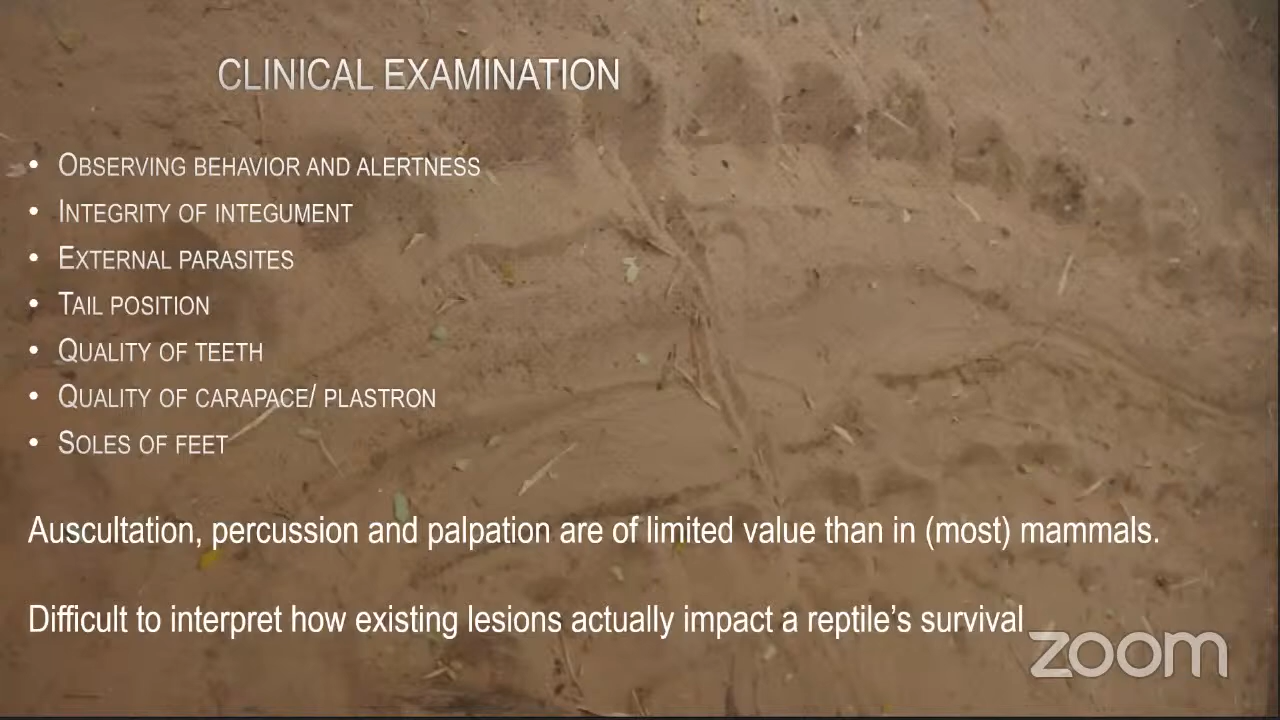 CLINICAL EXAMINATION
• OBSERVING BEHAVIOR AND ALERTNESS
• INTEGRITY OF INTEGUMENT
• EXTERNAL PARASITES
• TAIL POSITION
• QUALITY OF TEETH
• QUALITY OF CARAPACE/ PLASTRON
• SOLES OF FEET
Auscultation, percussion and palpation are of limited value than in (most) mammals.
Difficult to interpret how existing lesions actually impact a reptile's survival
zoom